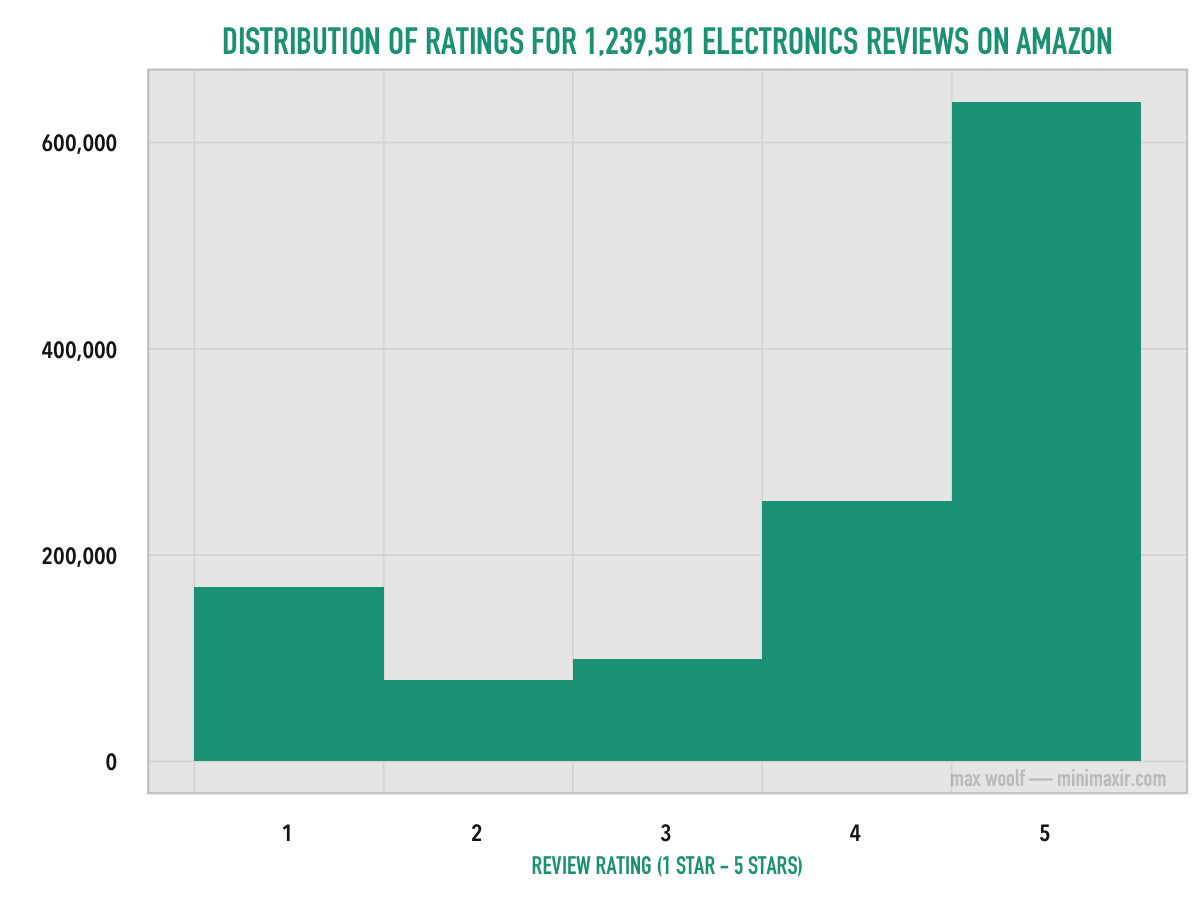 DISTRIBUTION OF RATINGS FOR 1,239,581 ELECTRONICS REVIEWS ON AMAZON
600,000
400,000
200,000
0
max woolf — minimaxir.com
1 2 3 4 5
REVIEW RATING (1 STAR – 5 STARS)